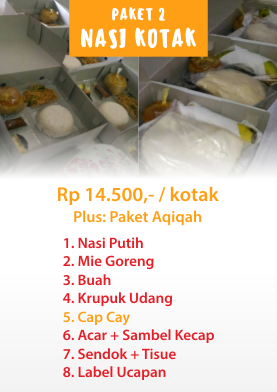 PAKET 2
NASI KOTAK
Rp 14.500,- / kotak
Plus: Paket Aqiqah
1. Nasi Putih
2. Mie Goreng
3. Buah
4. Krupuk Udang
5. Cap Cay
6. Acar + Sambel Kecap
7. Sendok + Tisue
8. Label Ucapan